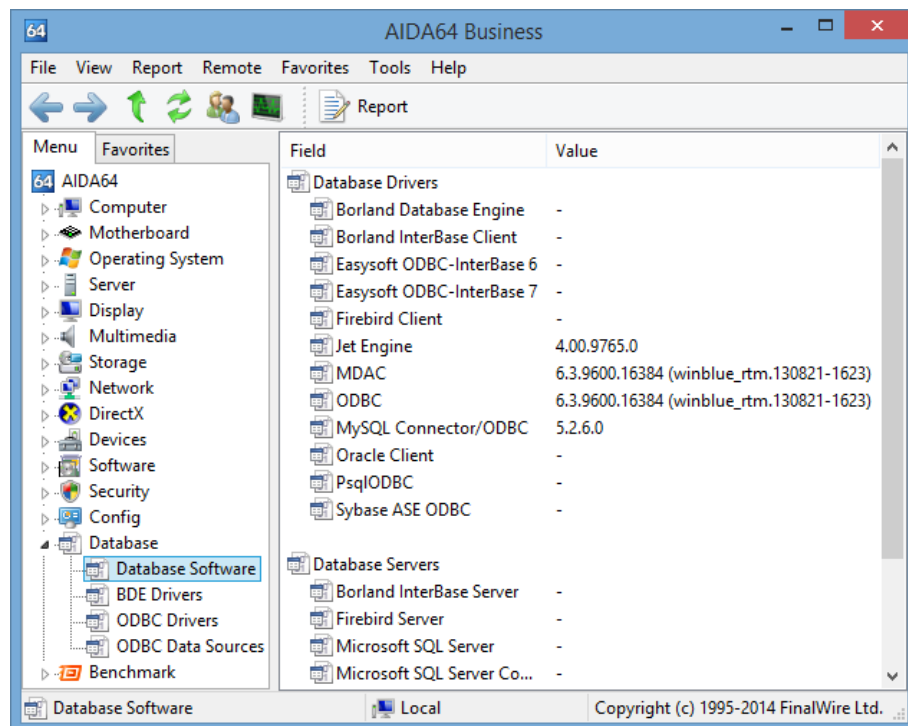 64 AIDA64 Business
File View Report Remote Favorites Tools Help
Report
Menu Favorites
64 AIDA64
Computer
Motherboard
Operating System
Server
Display
Multimedia
Storage
Network
DirectX
Devices
Software
Security
Config
Database
Database Software
BDE Drivers
ODBC Drivers
ODBC Data Sources
Benchmark
Field Value
Database Drivers
Borland Database Engine -
Borland InterBase Client -
Easysoft ODBC-InterBase 6 -
Easysoft ODBC-InterBase 7 -
Firebird Client -
Jet Engine 4.00.9765.0
MDAC 6.3.9600.16384 (winblue_rtm.130821-1623)
ODBC 6.3.9600.16384 (winblue_rtm.130821-1623)
MySQL Connector/ODBC 5.2.6.0
Oracle Client -
PsqlODBC -
Sybase ASE ODBC -
Database Servers
Borland InterBase Server -
Firebird Server -
Microsoft SQL Server -
Microsoft SQL Server Co... -
Database Software Local Copyright (c) 1995-2014 FinalWire Ltd.